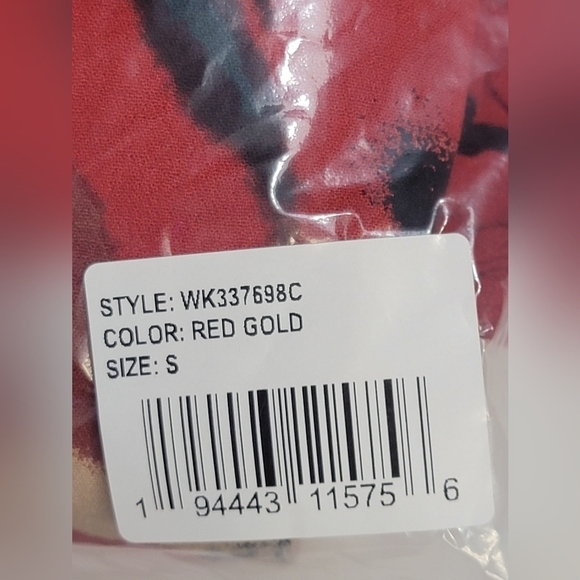 STYLE: WK337698C
COLOR: RED GOLD
SIZE: S
1 94443 11575 6